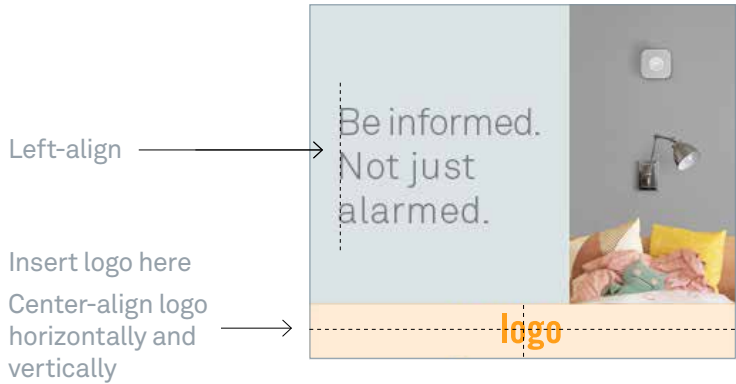 Left-align
Be informed.
Not just
alarmed.
Insert logo here
Center-align logo
horizontally and
vertically
logo